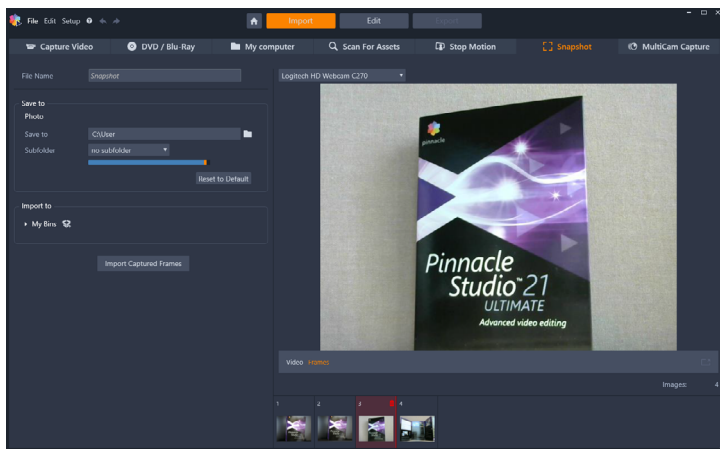 File Edit Setup
Import
Edit
Export
Capture Video
DVD / Blu-Ray
My computer
Scan For Assets
Stop Motion
Snapshot
MultiCam Capture
File Name
Snapshot
Logitech HD Webcam C270
Save to
Photo
Save to
C:\User
Subfolder
no subfolder
Reset to Default
Import to
My Bins
Import Captured Frames
pinnacle
Pinnacle
Studio™ 21
ULTIMATE
Advanced video editing
Video Frames
Images: 4
1 2 3 4